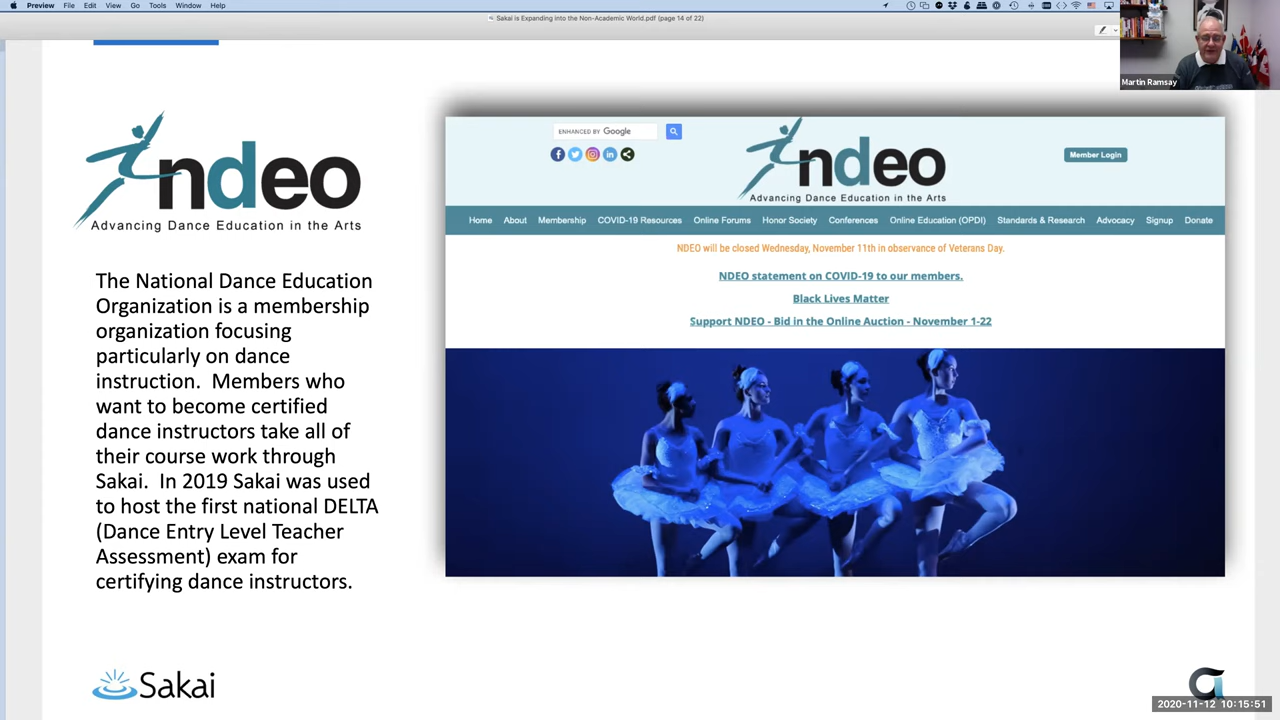 Preview File Edit View Go Tools Window Help
Sakai is Expanding into the Non-Academic World.pdf (page 14 of 22)
Martin Ramsay
ndeo
Advancing Dance Education in the Arts
The National Dance Education
Organization is a membership
organization focusing
particularly on dance
instruction. Members who
want to become certified
dance instructors take all of
their course work through
Sakai. In 2019 Sakai was used
to host the first national DELTA
(Dance Entry Level Teacher
Assessment) exam for
certifying dance instructors.
ENHANCED BY Google
ndeo
Advancing Dance Education in the Arts
Member Login
Home About Membership COVID-19 Resources Online Forums Honor Society Conferences Online Education (OPDI) Standards & Research Advocacy Signup Donate
NDEO will be closed Wednesday, November 11th in observance of Veterans Day.
NDEO statement on COVID-19 to our members.
Black Lives Matter
Support NDEO - Bid in the Online Auction - November 1-22
Sakai
2020-11-12 10:15:51